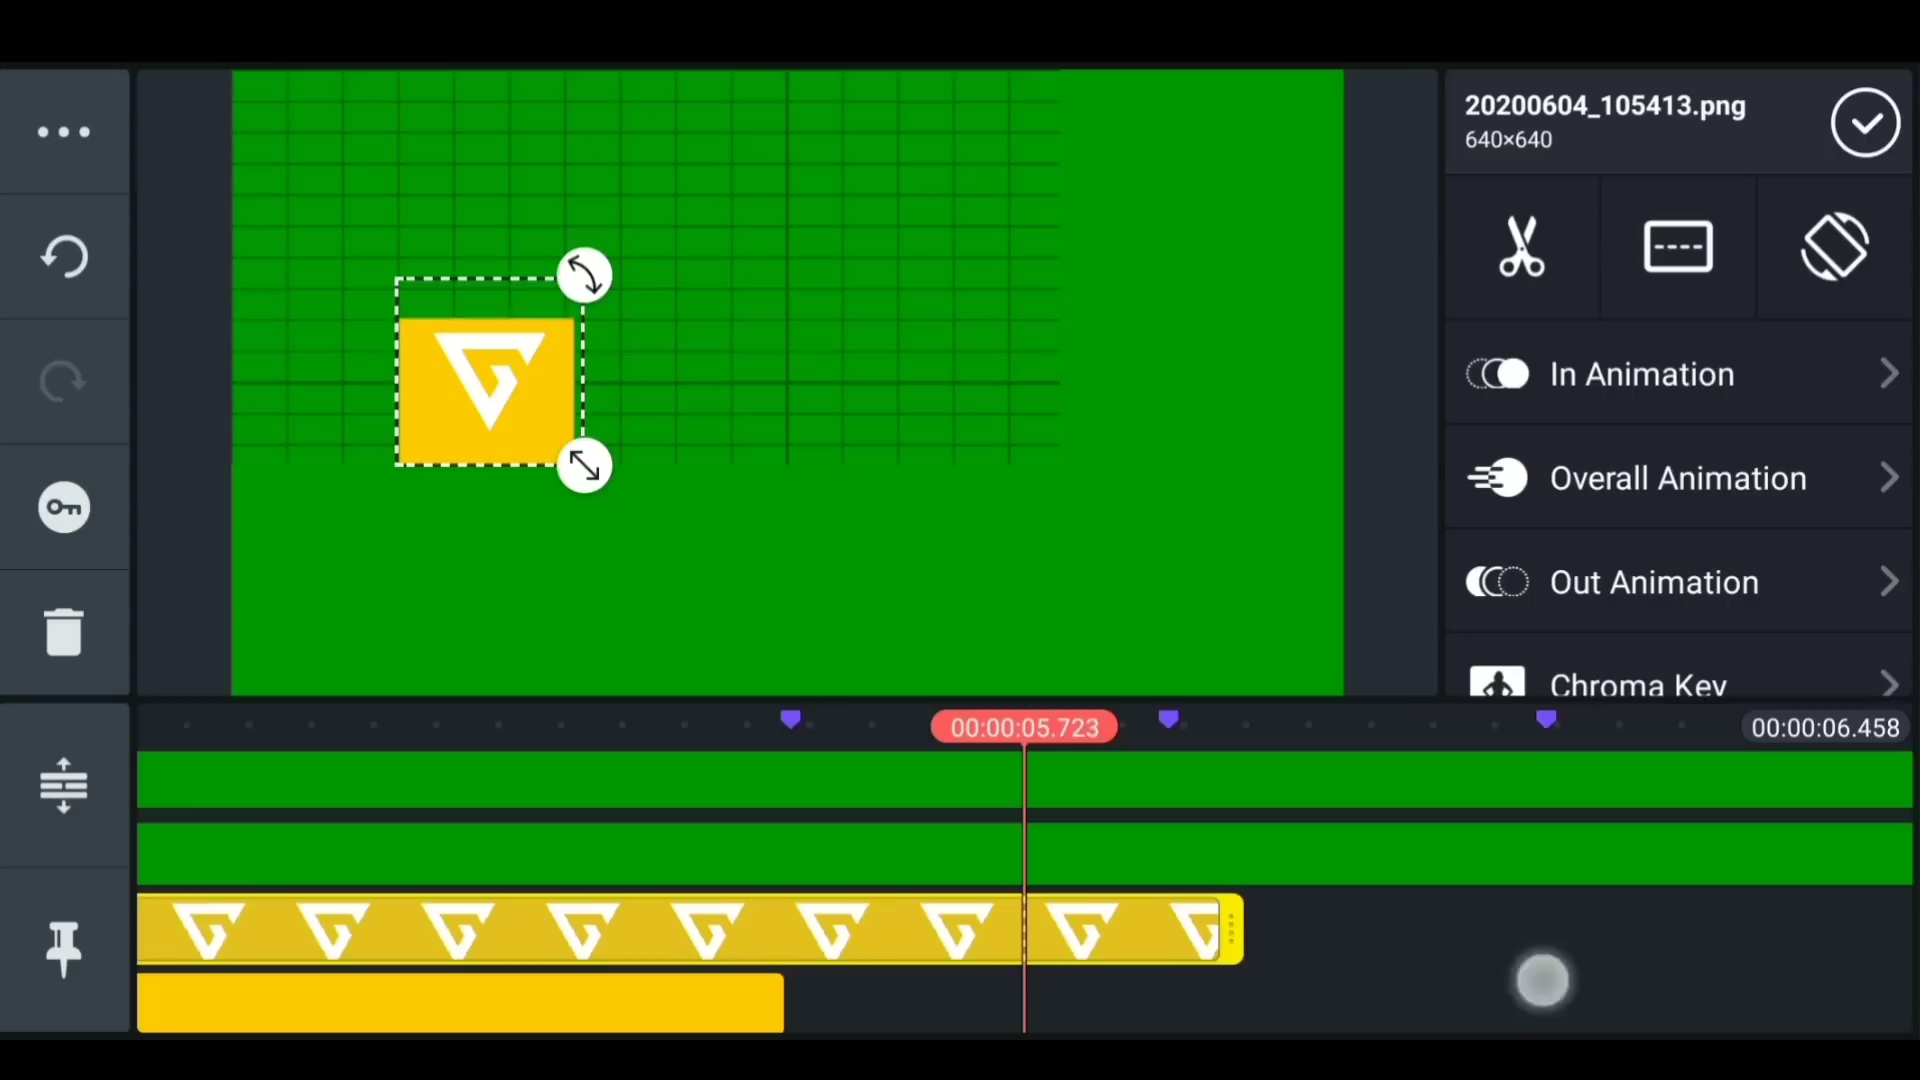 20200604_105413.png
640×640
In Animation
Overall Animation
Out Animation
Chroma Key
00:00:05.723
00:00:06.458